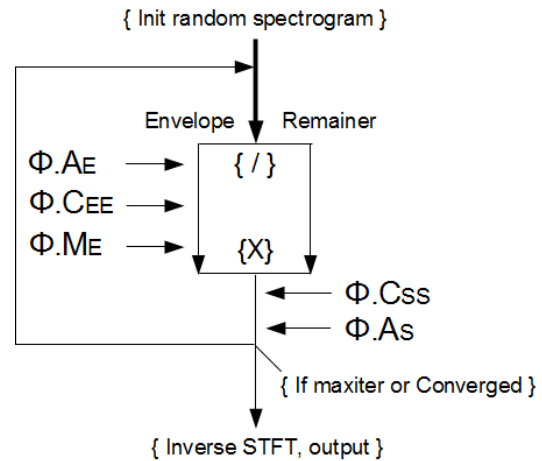 { Init random spectrogram }
Envelope Remainer
Φ.AE
{ / }
Φ.CEE
Φ.ME
{X}
Φ.CSS
Φ.AS
{ If maxiter or Converged }
{ Inverse STFT, output }